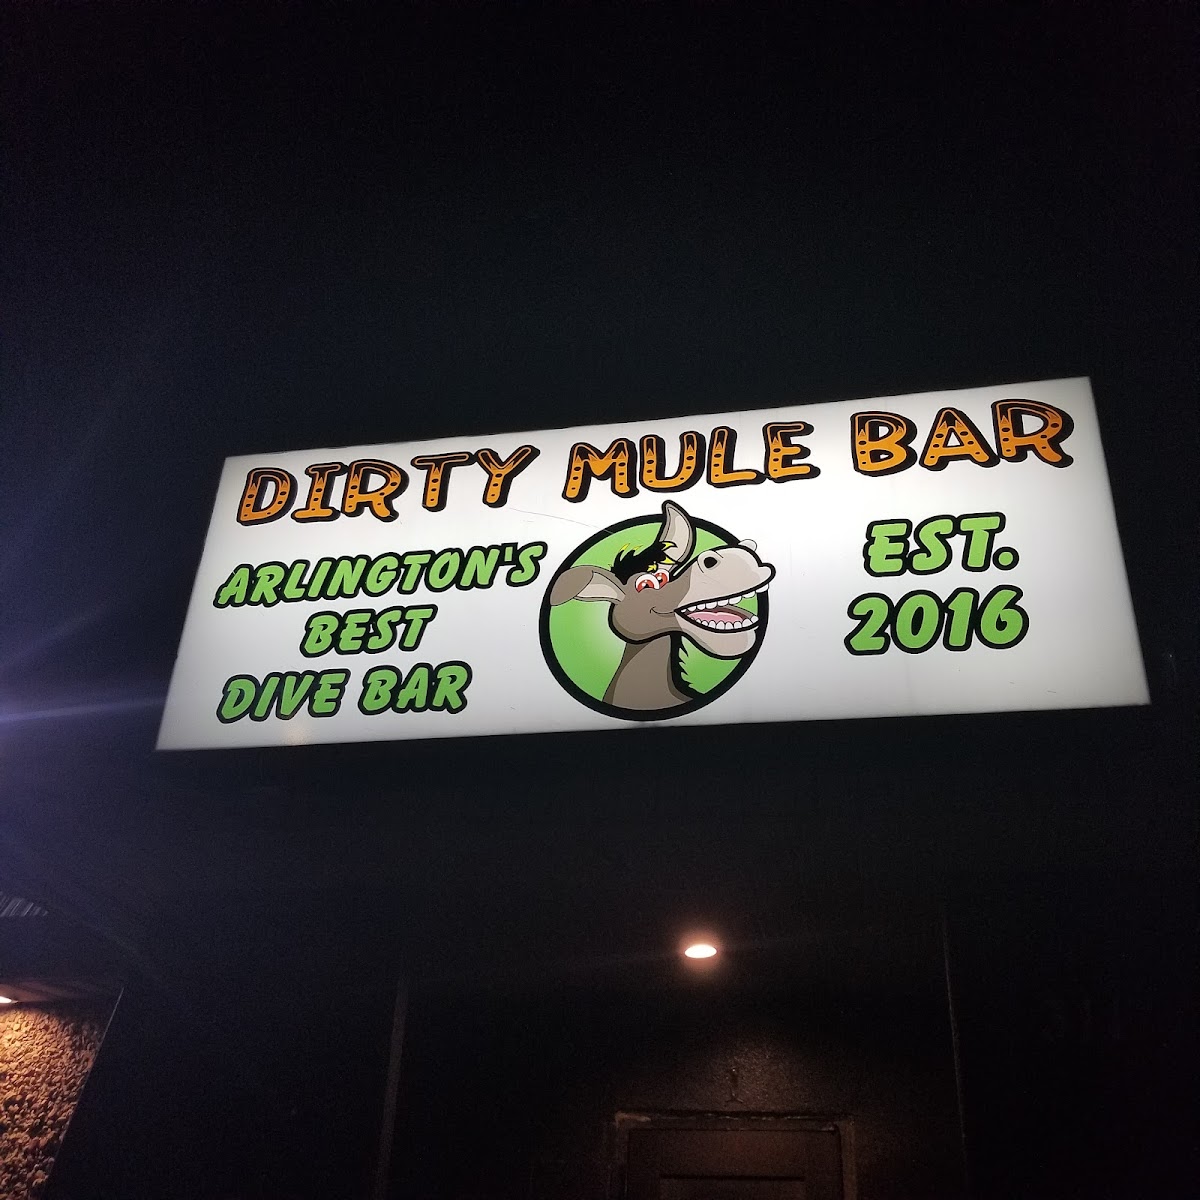 DIRTY MULE BAR
ARLINGTON'S
BEST
DIVE BAR
EST.
2016